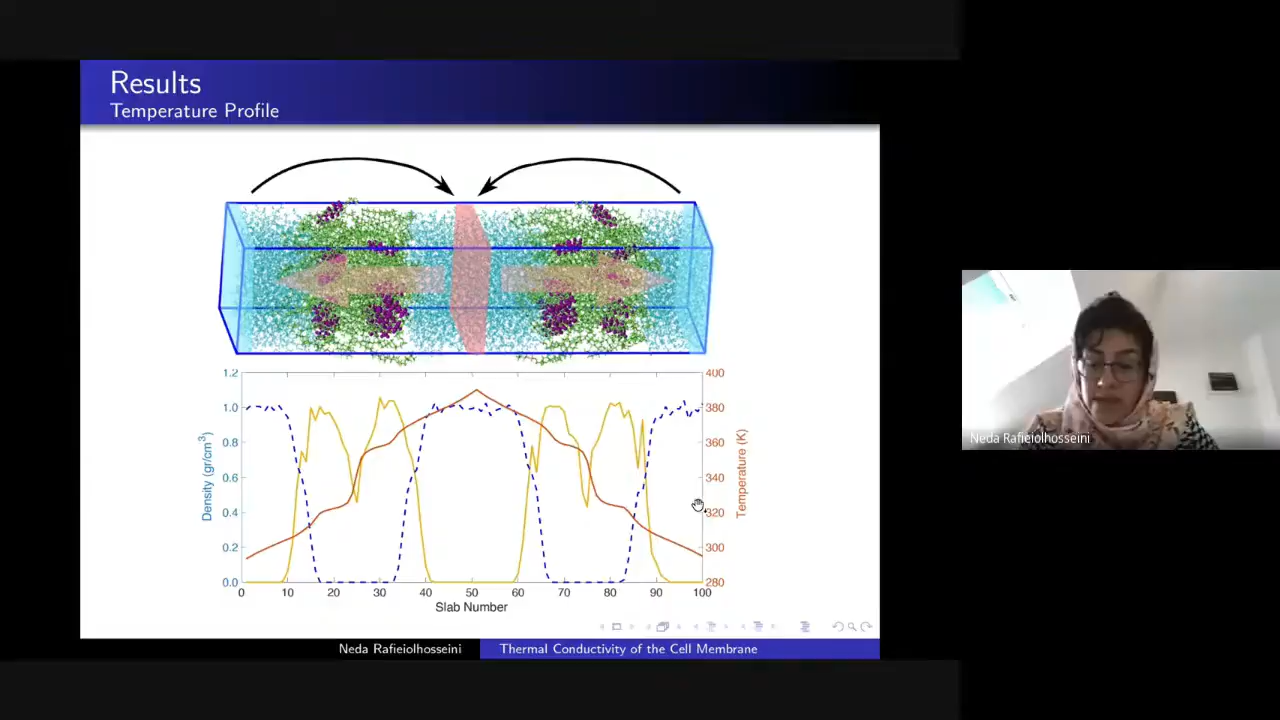 Results
Temperature Profile
1.2
1.0
0.8
0.6
0.4
0.2
0.0
Density (gr/cm³)
400
380
360
340
320
300
280
Temperature (K)
0 10 20 30 40 50 60 70 80 90 100
Slab Number
Neda Rafieiolhosseini
Thermal Conductivity of the Cell Membrane
Neda Rafieiolhosseini